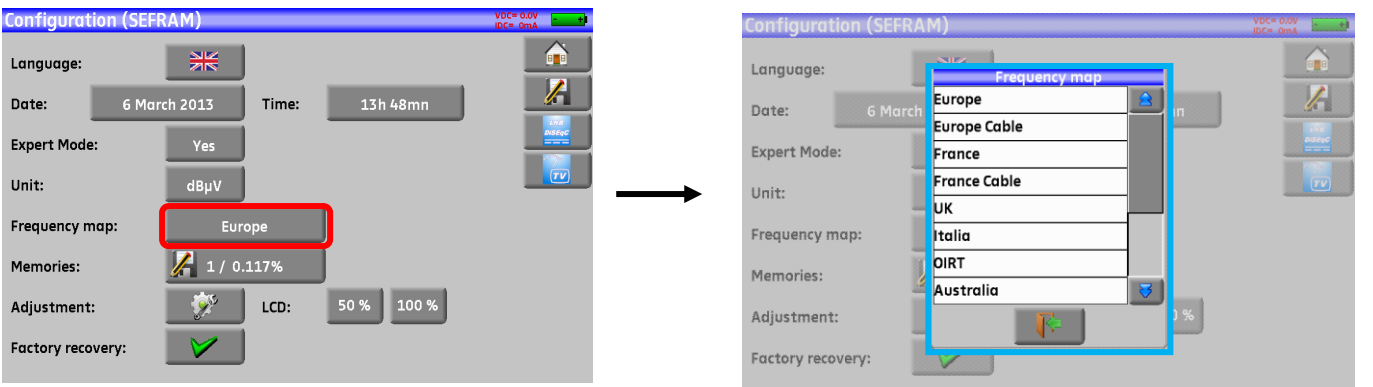 Configuration (SEFRAM)
VDC= 0.0V
IDC= 0mA
Language:
Date: 6 March 2013 Time: 13h 48mn
LNB
DiSEqC
Expert Mode: Yes
Unit: dBµV
TV
Frequency map: Europe
Memories: 1 / 0.117%
Adjustment: LCD: 50 % 100 %
Factory recovery:
Configuration (SEFRAM)
VDC= 0.0V
IDC= 0mA
Language:
Date: 6 March mn
LNB
DiSEqC
Expert Mode:
Unit:
TV
Frequency map:
Memories:
Adjustment: 0 %
Factory recovery:
Frequency map
Europe
Europe Cable
France
France Cable
UK
Italia
OIRT
Australia